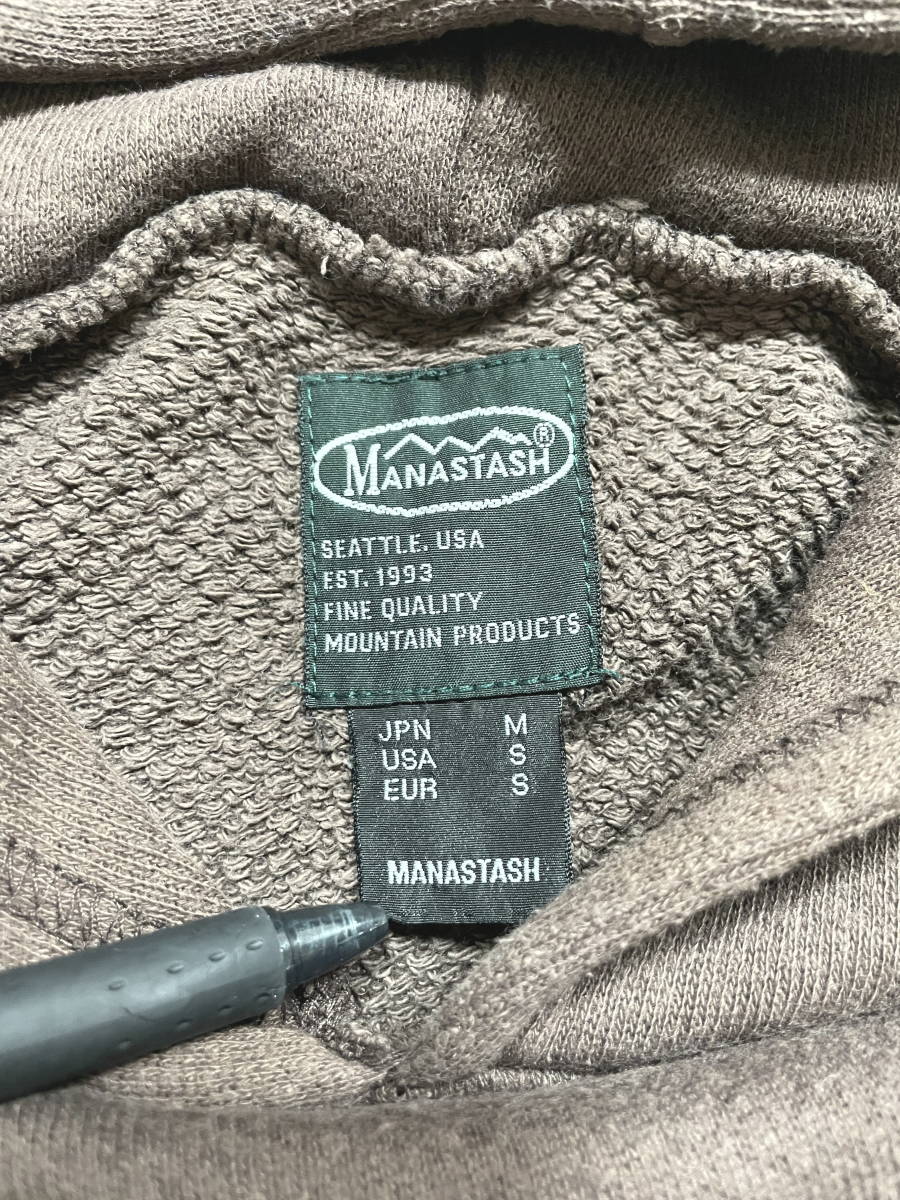 MANASTASH®
SEATTLE. USA
EST. 1993
FINE QUALITY
MOUNTAIN PRODUCTS
JPN M
USA S
EUR S
MANASTASH